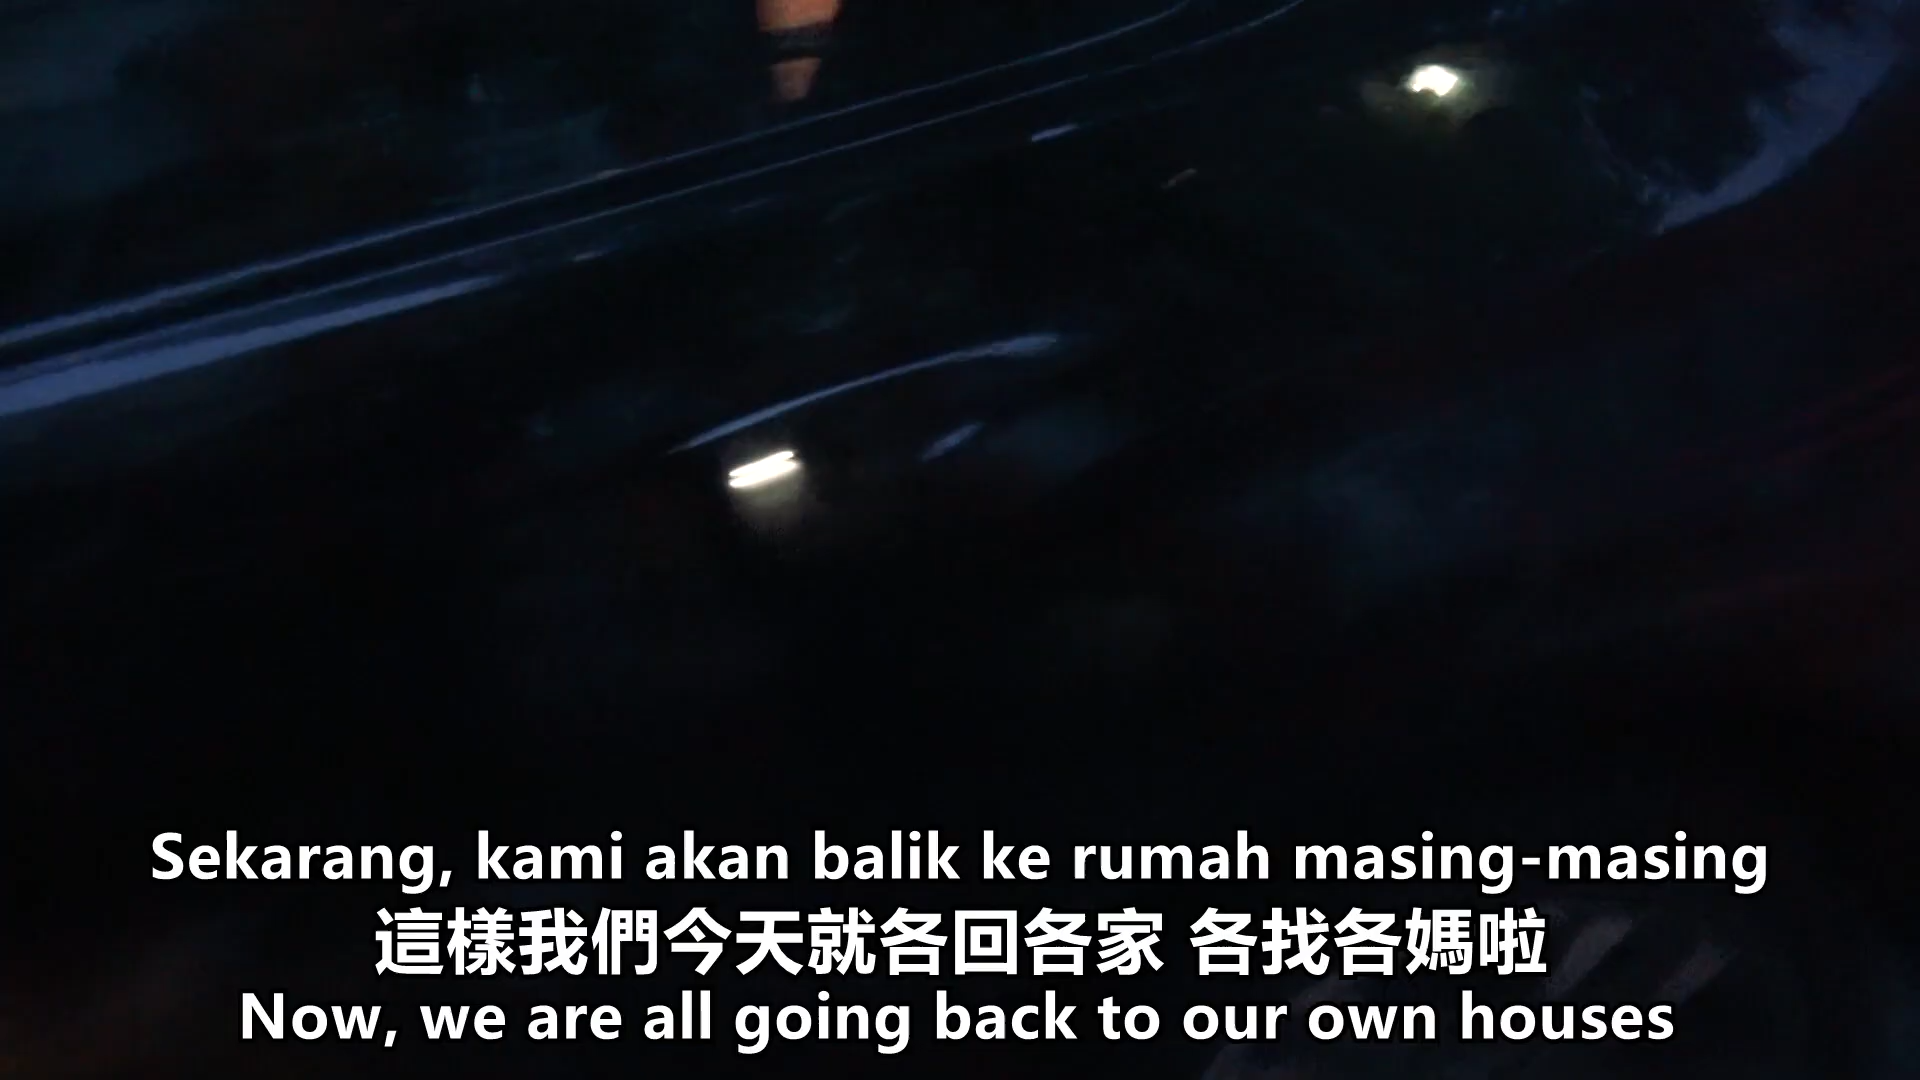 Sekarang, kami akan balik ke rumah masing-masing
這樣我們今天就各回各家 各找各媽啦
Now, we are all going back to our own houses